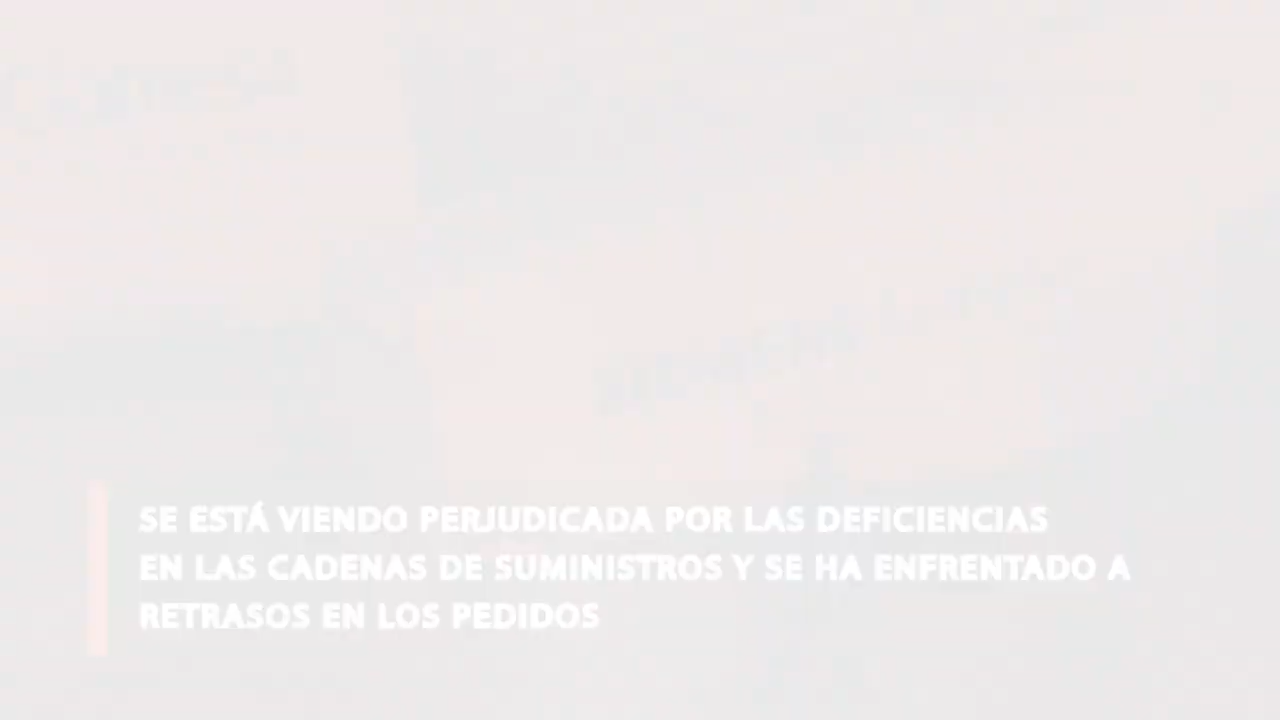 SE ESTÁ VIENDO PERJUDICADA POR LAS DEFICIENCIAS
EN LAS CADENAS DE SUMINISTROS Y SE HA ENFRENTADO A
RETRASOS EN LOS PEDIDOS